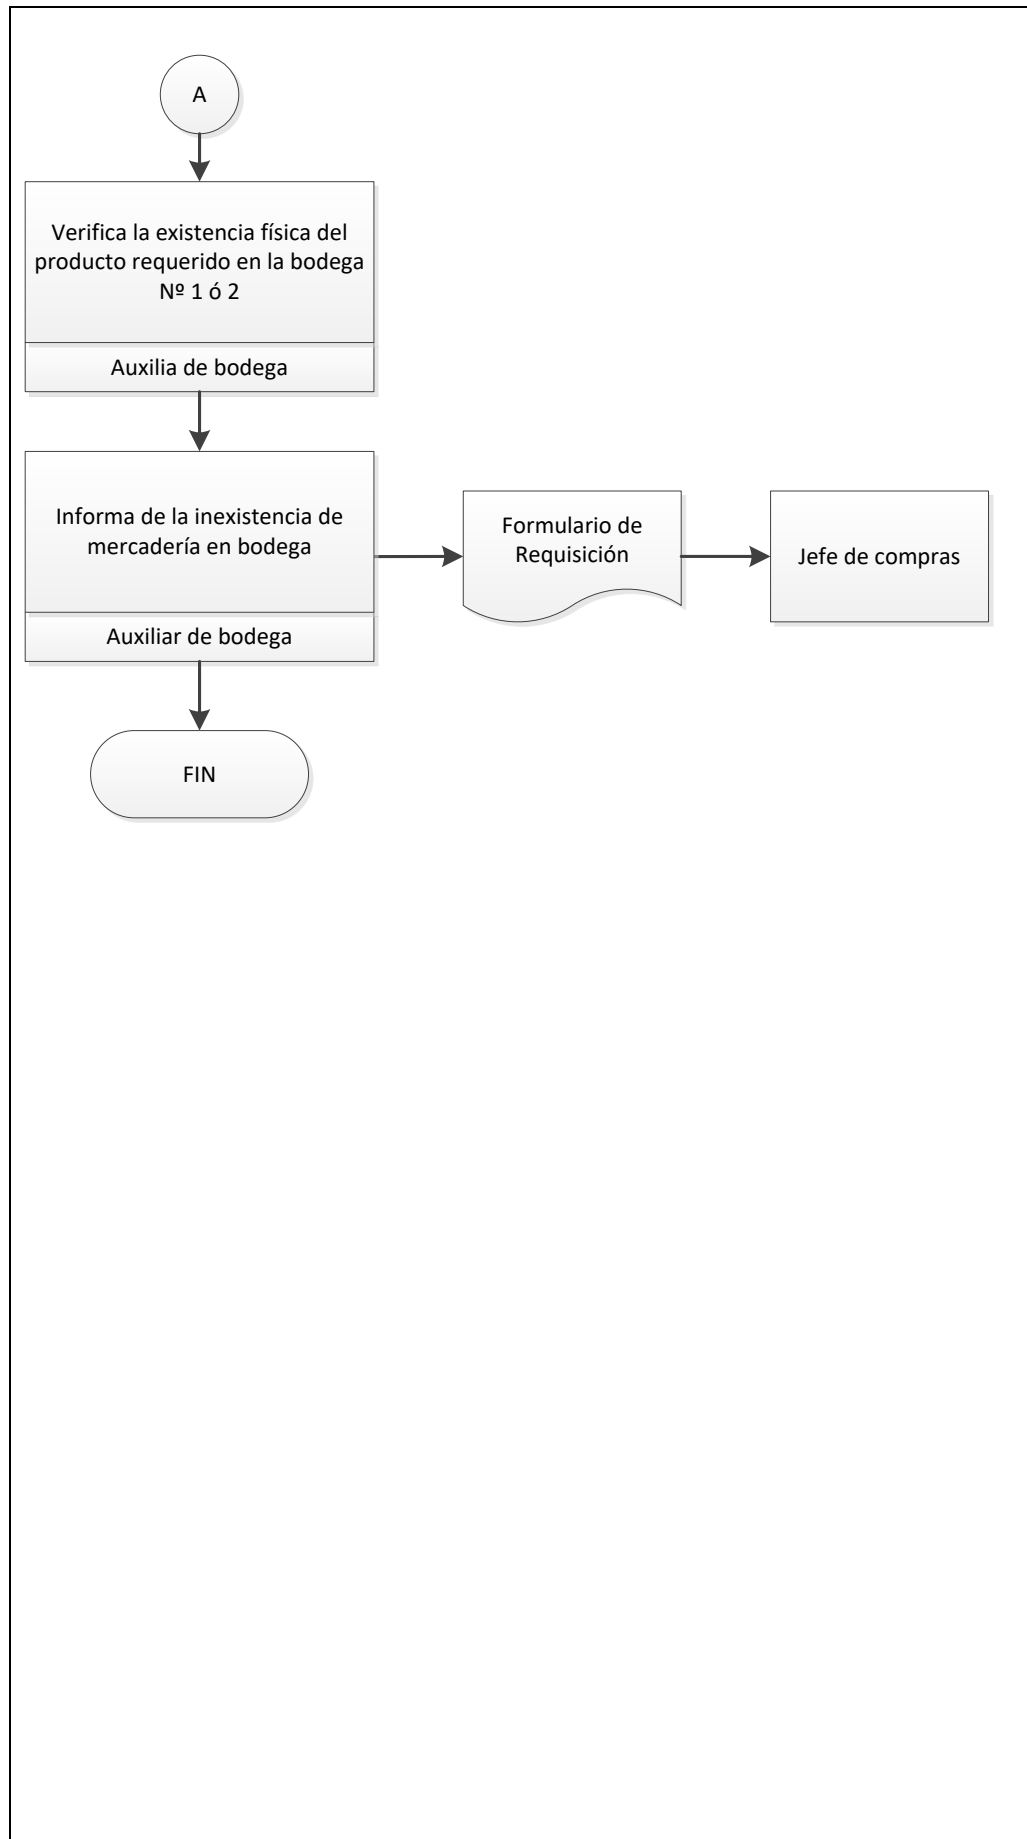 A
Verifica la existencia física del
producto requerido en la bodega
Nº 1 ó 2
Auxilia de bodega
Informa de la inexistencia de
mercadería en bodega
Auxiliar de bodega
Formulario de
Requisición
Jefe de compras
FIN